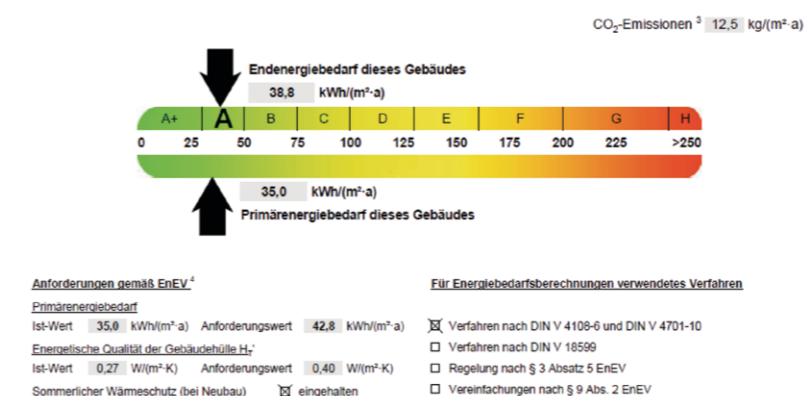 CO2-Emissionen 3 12,5 kg/(m²·a)
Endenergiebedarf dieses Gebäudes
38,8 kWh/(m²·a)
A+ A B C D E F G H
0 25 50 75 100 125 150 175 200 225 >250
35,0 kWh/(m²·a)
Primärenergiebedarf dieses Gebäudes
Anforderungen gemäß EnEV 4
Primärenergiebedarf
Ist-Wert 35,0 kWh/(m²·a) Anforderungswert 42,8 kWh/(m²·a)
Energetische Qualität der Gebäudehülle HT'
Ist-Wert 0,27 W/(m²·K) Anforderungswert 0,40 W/(m²·K)
Sommerlicher Wärmeschutz (bei Neubau) ☒ eingehalten
Für Energiebedarfsberechnungen verwendetes Verfahren
☒ Verfahren nach DIN V 4108-6 und DIN V 4701-10
☐ Verfahren nach DIN V 18599
☐ Regelung nach § 3 Absatz 5 EnEV
☐ Vereinfachungen nach § 9 Abs. 2 EnEV